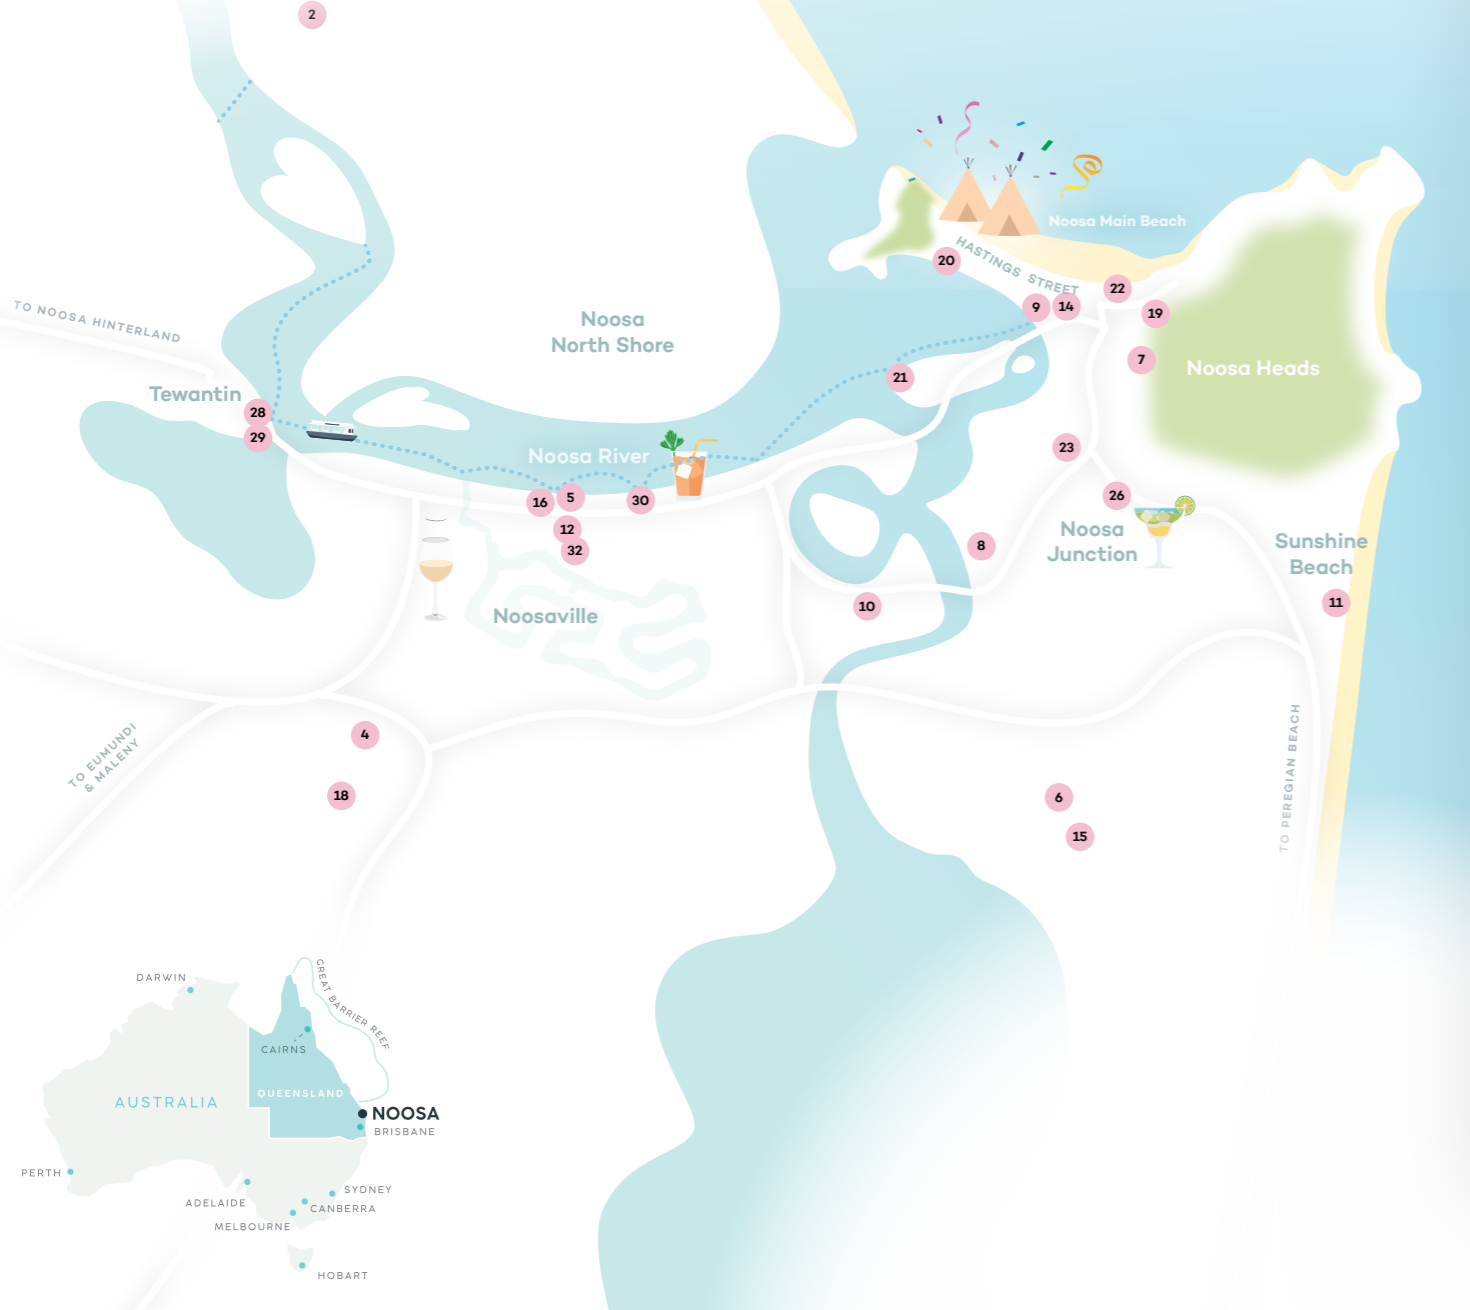 2
Noosa Main Beach
HASTINGS STREET
20
22
9
14
19
TO NOOSA HINTERLAND
Noosa
North Shore
7
Noosa Heads
21
Tewantin
28
29
23
Noosa River
16
5
30
26
12
32
Noosa
Junction
8
Sunshine
Beach
11
10
Noosaville
4
TO EUMUNDI
& MALENY
18
6
15
TO PEREGIAN BEACH
DARWIN
GREAT BARRIER REEF
CAIRNS
QUEENSLAND
AUSTRALIA
NOOSA
BRISBANE
PERTH
SYDNEY
ADELAIDE
CANBERRA
MELBOURNE
HOBART